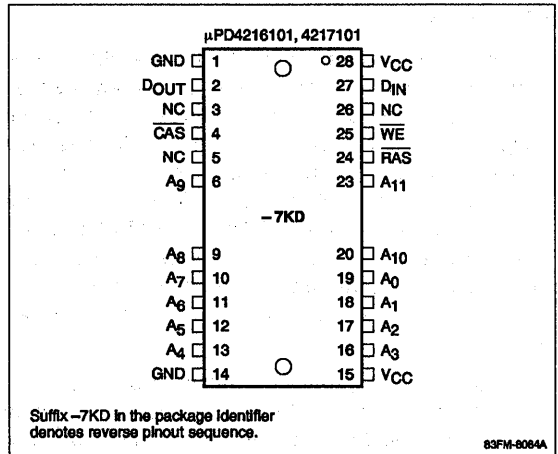 μPD4216101, 4217101
GND 1 28 VCC
DOUT 2 27 DIN
NC 3 26 NC
CAS 4 25 WE
NC 5 24 RAS
A9 6 23 A11
–7KD
A8 9 20 A10
A7 10 19 A0
A6 11 18 A1
A5 12 17 A2
A4 13 16 A3
GND 14 15 VCC
Suffix –7KD in the package identifier
denotes reverse pinout sequence.
83FM-8084A